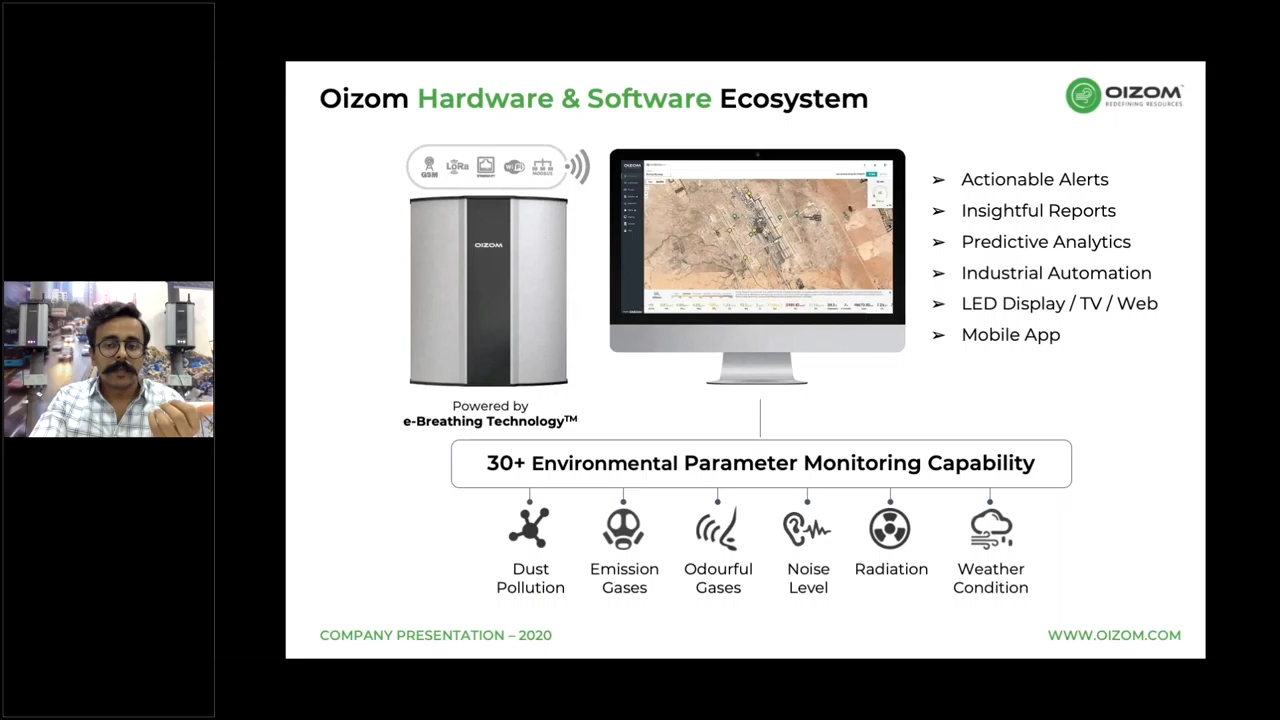 Oizom Hardware & Software Ecosystem
OIZOM
REDEFINING RESOURCES
GSM
LoRa
ETHERNET
WiFi
MODBUS
OIZOM
➢ Actionable Alerts
➢ Insightful Reports
➢ Predictive Analytics
➢ Industrial Automation
➢ LED Display / TV / Web
➢ Mobile App
Powered by
e-Breathing Technology™
30+ Environmental Parameter Monitoring Capability
Dust
Pollution
Emission
Gases
Odourful
Gases
Noise
Level
Radiation
Weather
Condition
COMPANY PRESENTATION – 2020
WWW.OIZOM.COM